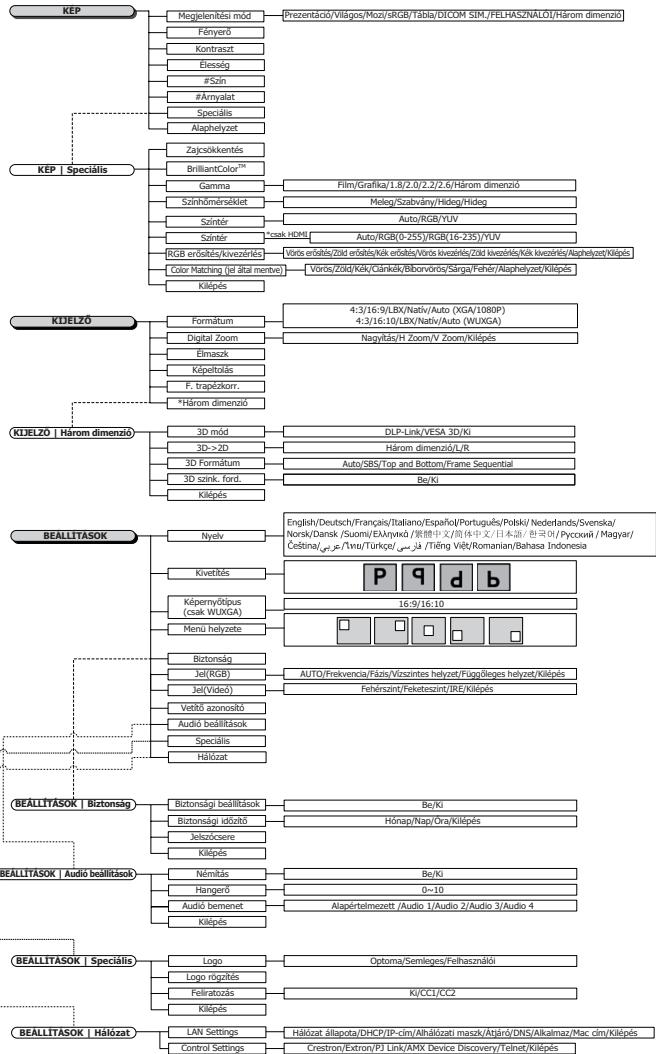 KÉP
Megjelenítési mód
Prezentáció/Világos/Mozi/sRGB/Tábla/DICOM SIM./FELHASZNÁLÓI/Három dimenzió
Fényerő
Kontraszt
Élesség
#Szín
#Árnyalat
Speciális
Alaphelyzet
KÉP | Speciális
Zajcsökkentés
BrilliantColor™
Gamma
Film/Grafika/1.8/2.0/2.2/2.6/Három dimenzió
Színhőmérséklet
Meleg/Szabvány/Hideg/Hideg
Színtér
Auto/RGB/YUV
Színtér
*csak HDMI
Auto/RGB(0-255)/RGB(16-235)/YUV
RGB erősítés/kivezérlés
Vörös erősítés/Zöld erősítés/Kék erősítés/Vörös kivezérlés/Zöld kivezérlés/Kék kivezérlés/Alaphelyzet/Kilépés
Color Matching (jel által mentve)
Vörös/Zöld/Kék/Ciánkék/Bíborvörös/Sárga/Fehér/Alaphelyzet/Kilépés
Kilépés
KIJELZŐ
Formátum
4:3/16:9/LBX/Natív/Auto (XGA/1080P)
4:3/16:10/LBX/Natív/Auto (WUXGA)
Digital Zoom
Nagyítás/H Zoom/V Zoom/Kilépés
Élmaszk
Képeltolás
F. trapézkorr.
*Három dimenzió
KIJELZŐ | Három dimenzió
3D mód
DLP-Link/VESA 3D/Ki
3D->2D
Három dimenzió/L/R
3D Formátum
Auto/SBS/Top and Bottom/Frame Sequential
3D szink. ford.
Be/Ki
Kilépés
BEÁLLÍTÁSOK
Nyelv
English/Deutsch/Français/Italiano/Español/Português/Polski/ Nederlands/Svenska/
Norsk/Dansk /Suomi/Ελληνικά /繁體中文/简体中文/日本語/ 한국어/Русский / Magyar/
Čeština/عربي/ไทย/Türkçe/ فارسی /Tiếng Việt/Romanian/Bahasa Indonesia
Kivetítés
P
Képernyőtípus
(csak WUXGA)
16:9/16:10
Menü helyzete
Biztonság
Jel(RGB)
AUTO/Frekvencia/Fázis/Vízszintes helyzet/Függőleges helyzet/Kilépés
Jel(Videó)
Fehérszint/Feketeszint/IRE/Kilépés
Vetítő azonosító
Audió beállítások
Speciális
Hálózat
BEÁLLÍTÁSOK | Biztonság
Biztonsági beállítások
Be/Ki
Biztonsági időzítő
Hónap/Nap/Óra/Kilépés
Jelszócsere
Kilépés
BEÁLLÍTÁSOK | Audió beállítások
Némítás
Be/Ki
Hangerő
0~10
Audió bemenet
Alapértelmezett /Audio 1/Audio 2/Audio 3/Audio 4
Kilépés
BEÁLLÍTÁSOK | Speciális
Logo
Optoma/Semleges/Felhasználói
Logo rögzítés
Feliratozás
Ki/CC1/CC2
Kilépés
BEÁLLÍTÁSOK | Hálózat
LAN Settings
Hálózat állapota/DHCP/IP-cím/Alhálózati maszk/Átjáró/DNS/Alkalmaz/Mac cím/Kilépés
Control Settings
Crestron/Extron/PJ Link/AMX Device Discovery/Telnet/Kilépés